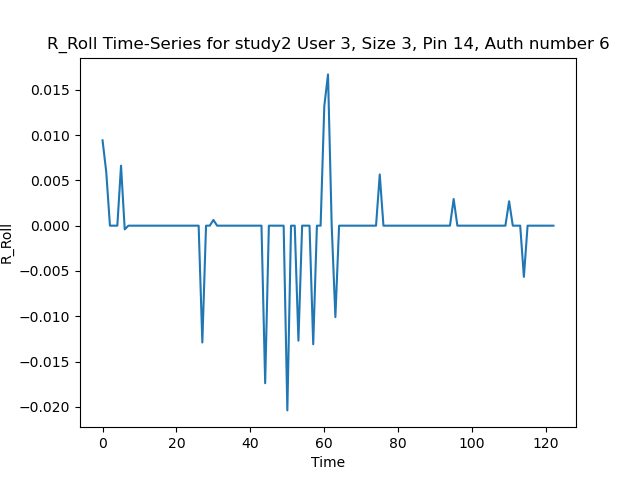 R_Roll Time-Series for study2 User 3, Size 3, Pin 14, Auth number 6
0.015
0.010
0.005
0.000
−0.005
−0.010
−0.015
−0.020
R_Roll
0 20 40 60 80 100 120
Time